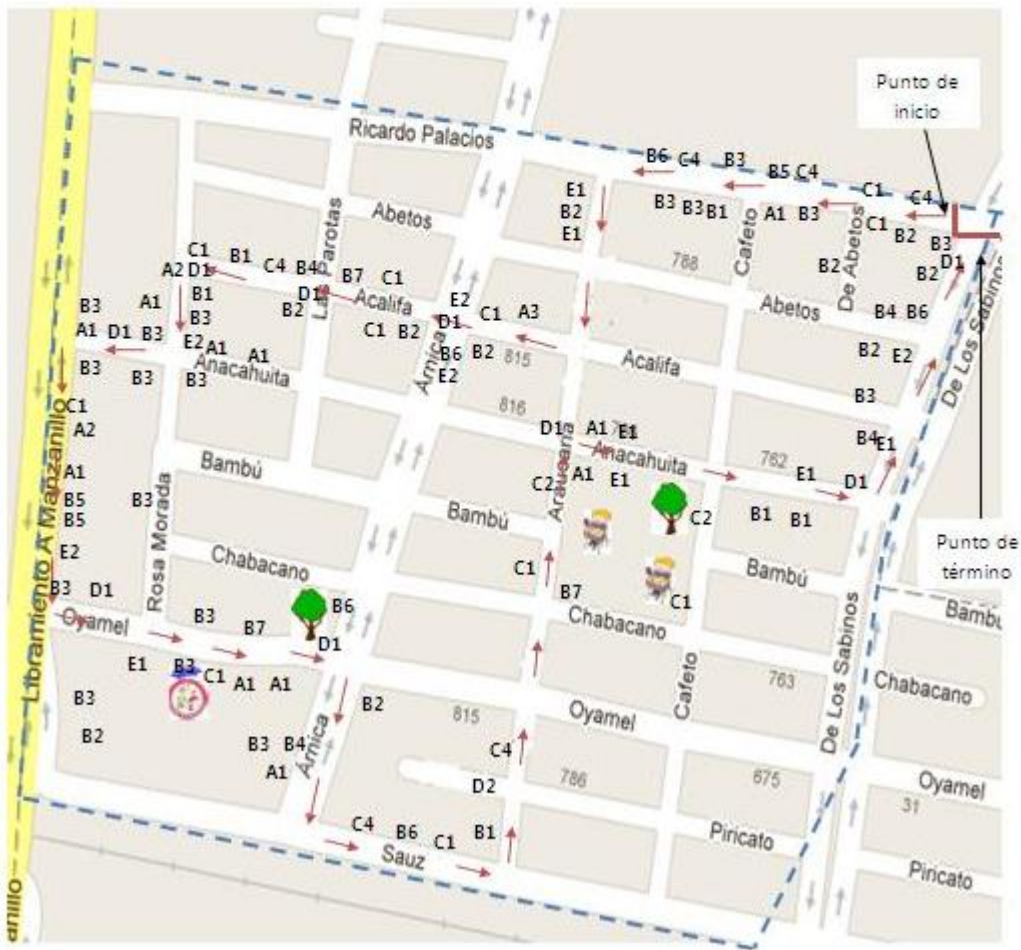 Punto de
inicio
Ricardo Palacios
B6 C4 B3 B5 C4 C1 C4
E1
B2
E1
B3 B3 B1 A1 B3 C1 B2 B3
D1
B2
B2
Abetos
Las Parotas
Cafeto
De Abetos
788
Abetos
B4 B6
De Los Sabinos
C1 B1 C4 B4 B7 C1
A2 D1 D1
Acalifa
B3 A1 B1 B2
B3
E2 C1 A3
D1
C1 B2
B6 B2
E2
815
Árnica
A1 D1 B3 E2 A1 A1
B3 B3 B3
Anacahuita
Acalifa
B2 E2
B3
816
C1
A2
D1 A1 E1
Anacahuita
762
B4 E1
Araucaria
A1
B5
B5
B3
Bambú
Rosa Morada
C2 A1 E1
E1 D1
C2 B1 B1
Bambú
Libramiento A Manzanillo
E2
Chabacano
C1
B7
C1
Bambú
Punto de
término
B3 D1
Oyamel
B3 B7 B6
D1
Chabacano
De Los Sabinos
E1 B3 C1 A1 A1
B3
B2
Cafeto
763
Chabacano
B2
815
Oyamel
Árnica
B3 B4
A1
C4
D2
786
675
Oyamel
31
C4 B6 C1 B1
Sauz
Piricato
Piricato
anillo